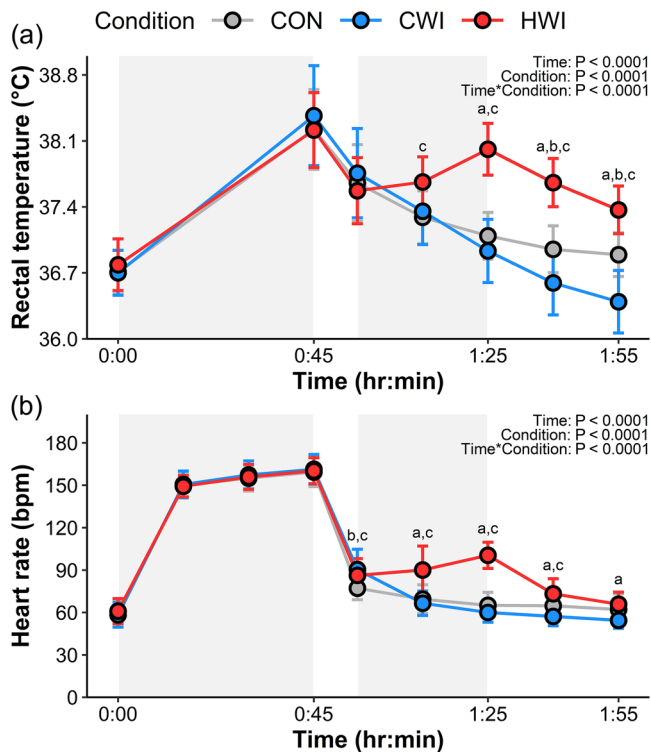 Condition CON CWI HWI
(a)
Time: P < 0.0001
Condition: P < 0.0001
Time*Condition: P < 0.0001
Rectal temperature (°C)
38.8
38.1
37.4
36.7
36.0
c
a,c
a,b,c
a,b,c
0:00 0:45 1:25 1:55
Time (hr:min)
(b)
Time: P < 0.0001
Condition: P < 0.0001
Time*Condition: P < 0.0001
Heart rate (bpm)
180
150
120
90
60
30
0
b,c
a,c
a,c
a,c
a
0:00 0:45 1:25 1:55
Time (hr:min)